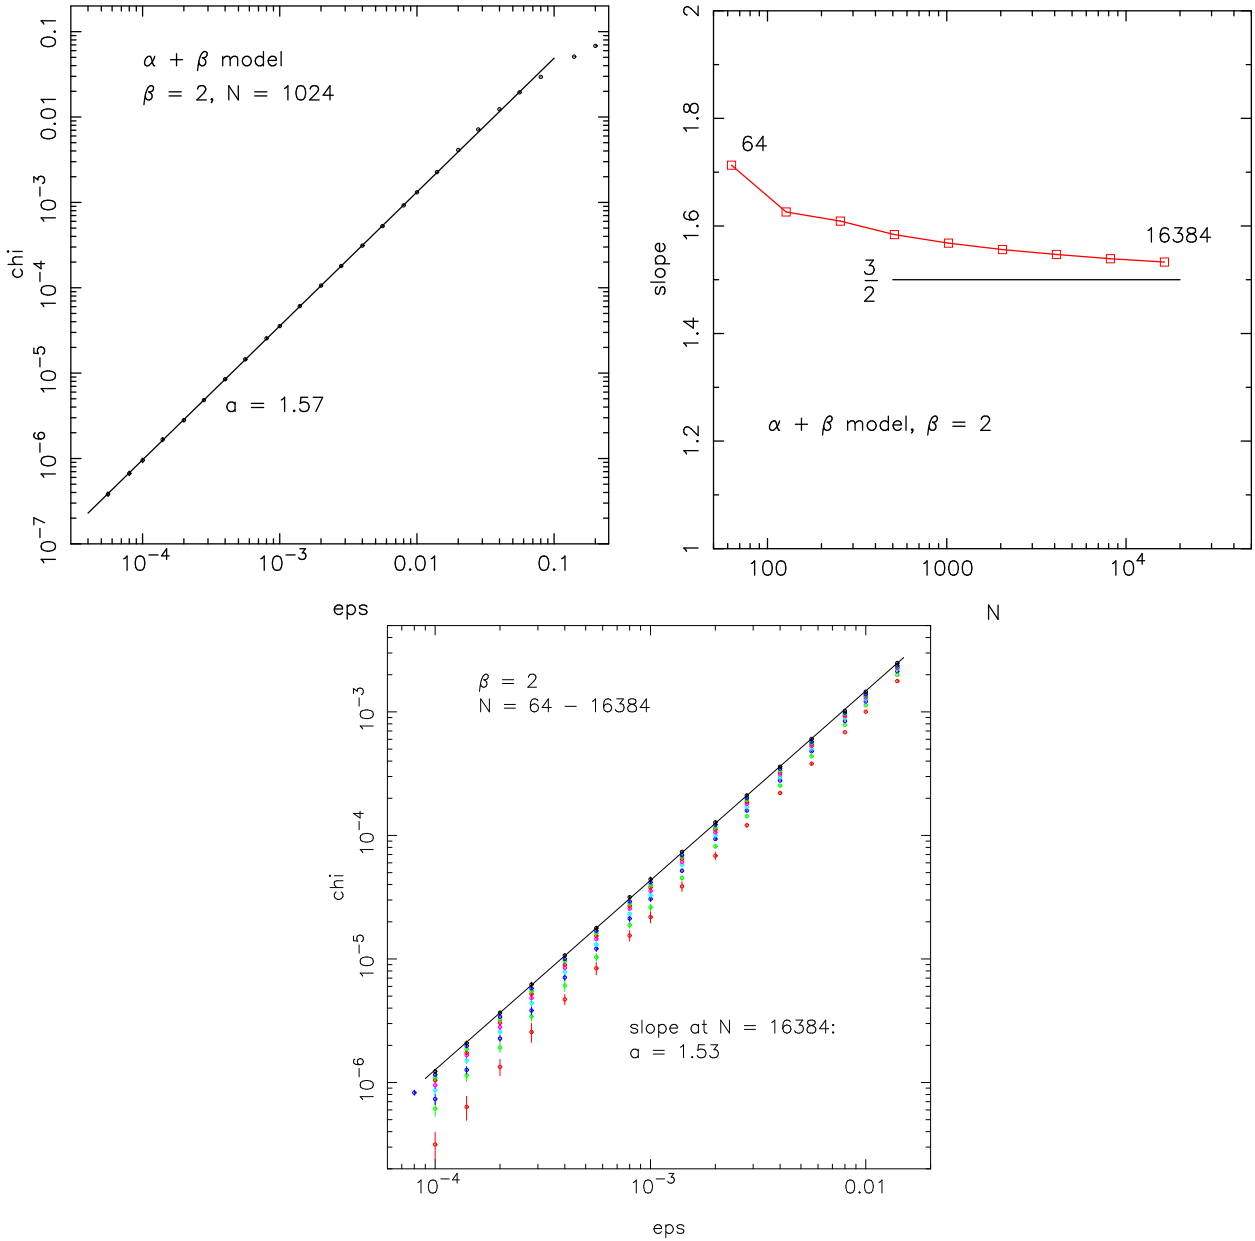 α + β model
β = 2, N = 1024
a = 1.57
chi
0.1
0.01
10⁻³
10⁻⁴
10⁻⁵
10⁻⁶
10⁻⁷
10⁻⁴ 10⁻³ 0.01 0.1
eps
64
16384
3/2
α + β model, β = 2
slope
2
1.8
1.6
1.4
1.2
1
100 1000 10⁴
N
β = 2
N = 64 − 16384
slope at N = 16384:
a = 1.53
chi
10⁻³
10⁻⁴
10⁻⁵
10⁻⁶
10⁻⁴ 10⁻³ 0.01
eps